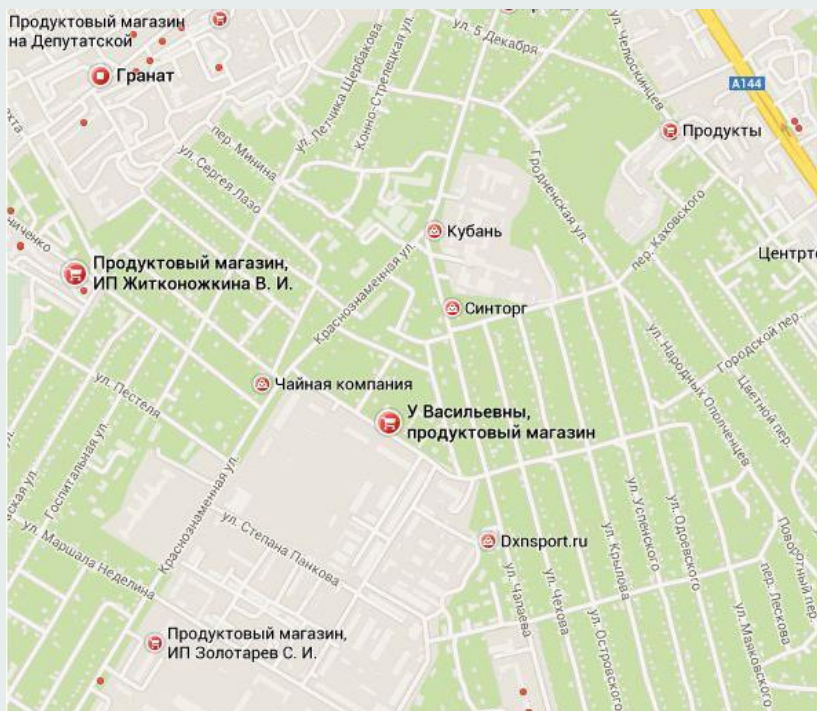 Продуктовый магазин
на Депутатской
Гранат
ул. 5 Декабря
ул. Челюскинцев
A144
ул. Летчика Щербакова
Конно-Стрелецкая ул.
пер. Минина
ул. Сергея Лазо
Продукты
Гродненская ул.
пер. Каховского
Кубань
Центрто
ниченко
Продуктовый магазин,
ИП Житконожкина В. И.
Краснознаменная ул.
Синторг
Городской пер...
ул. Народных Ополченцев
Цветной пер.
Чайная компания
ул. Пестеля
У Васильевны,
продуктовый магазин
Госпитальная ул.
вская ул.
Краснознаменная ул.
ул. Степана Панкова
ул. Маршала Неделина
Dxnsport.ru
ул. Чапаева
ул. Чехова
ул. Островского
ул. Крылова
ул. Успенского
ул. Одоевского
ул. Маяковского
пер. Лескова
Поворотный пер.
Продуктовый магазин,
ИП Золотарев С. И.